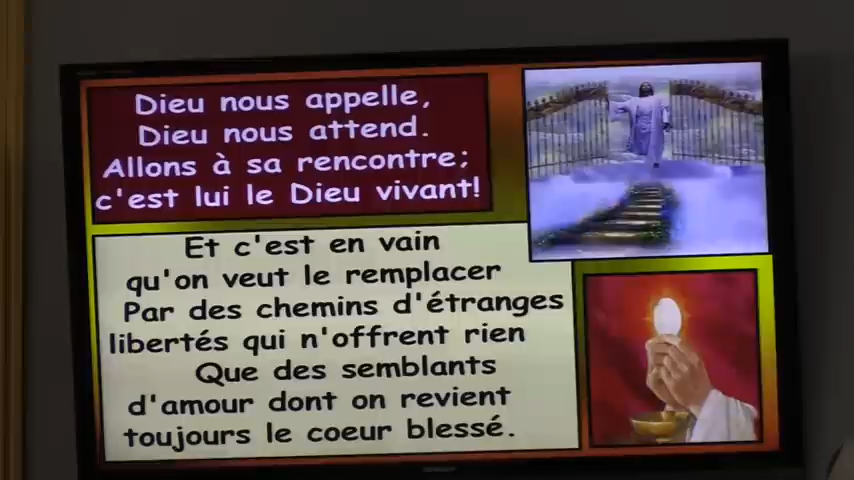 Dieu nous appelle,
Dieu nous attend.
Allons à sa rencontre;
c'est lui le Dieu vivant!
Et c'est en vain
qu'on veut le remplacer
Par des chemins d'étranges
libertés qui n'offrent rien
Que des semblants
d'amour dont on revient
toujours le coeur blessé.